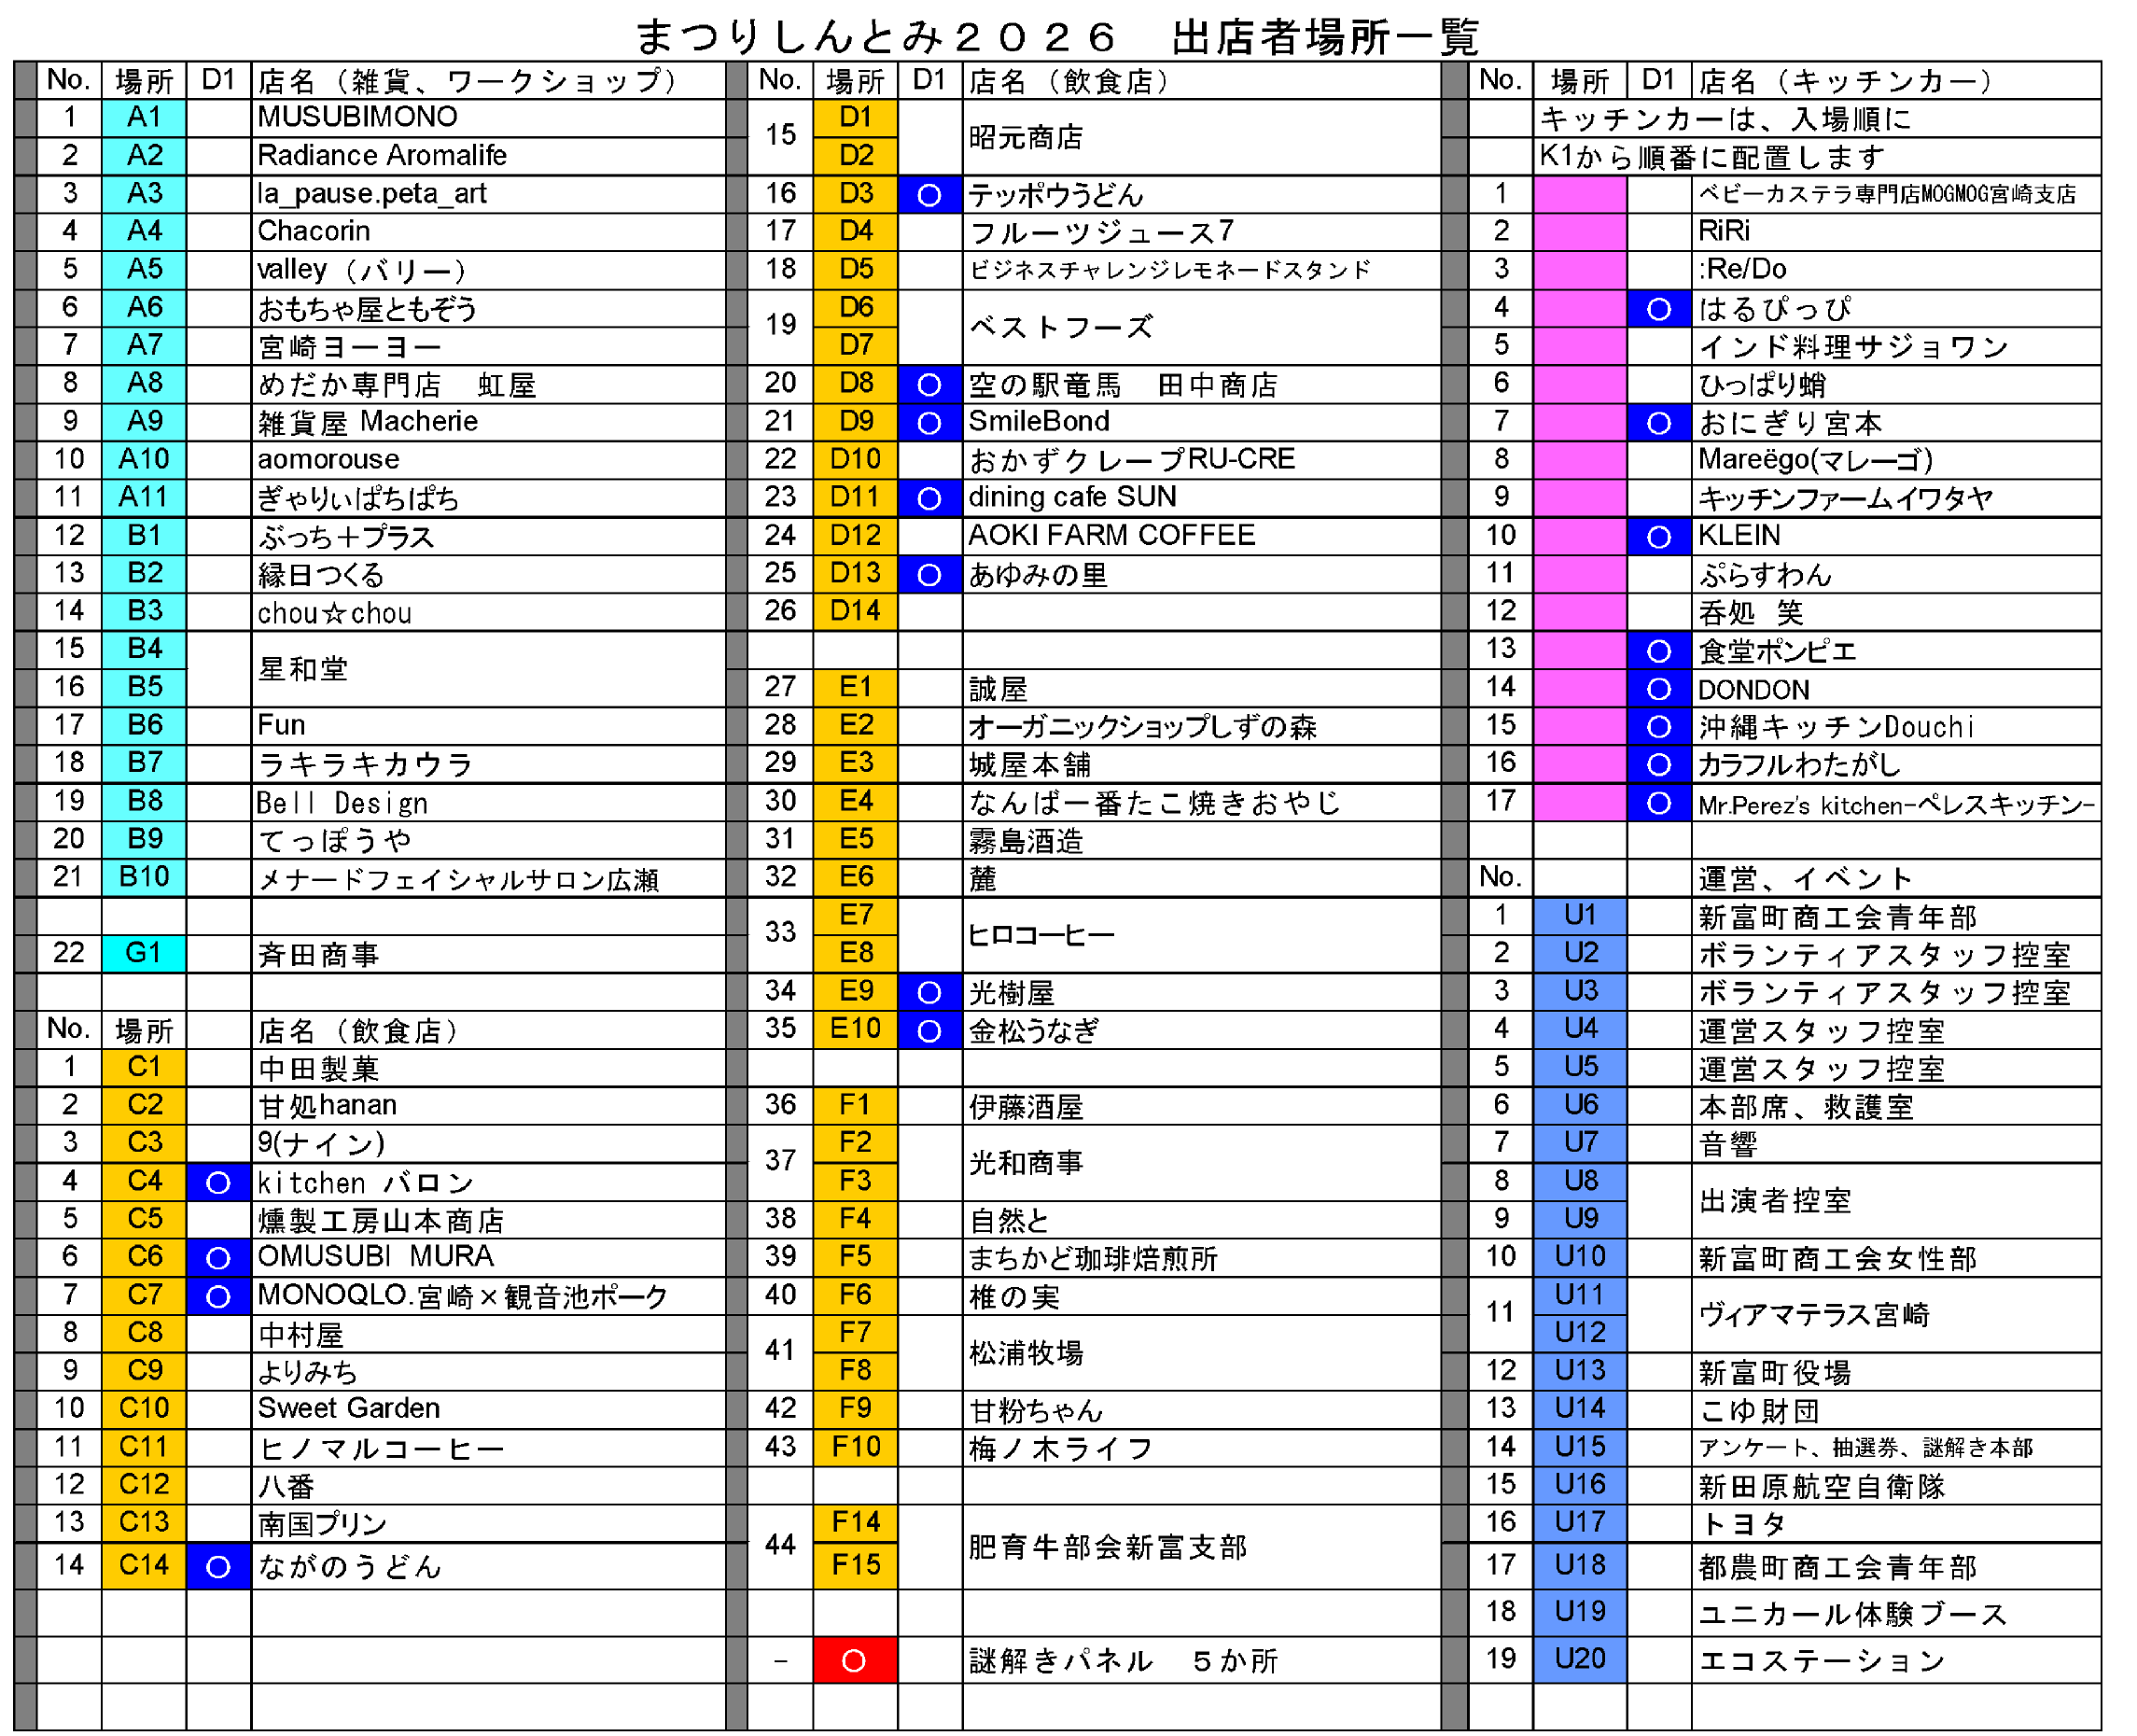 まつりしんとみ２０２６　出店者場所一覧
No. 場所 D1 店名（雑貨、ワークショップ）
1 A1 MUSUBIMONO
2 A2 Radiance Aromalife
3 A3 la_pause.peta_art
4 A4 Chacorin
5 A5 valley（バリー）
6 A6 おもちゃ屋ともぞう
7 A7 宮崎ヨーヨー
8 A8 めだか専門店　虹屋
9 A9 雑貨屋 Macherie
10 A10 aomorouse
11 A11 ぎゃりぃぱちぱち
12 B1 ぶっち＋プラス
13 B2 縁日つくる
14 B3 chou☆chou
15 B4 星和堂
16 B5
17 B6 Fun
18 B7 ラキラキカウラ
19 B8 Bell Design
20 B9 てっぽうや
21 B10 メナードフェイシャルサロン広瀬
22 G1 斉田商事
No. 場所 店名（飲食店）
1 C1 中田製菓
2 C2 甘処hanan
3 C3 9(ナイン)
4 C4 ○ kitchen バロン
5 C5 燻製工房山本商店
6 C6 ○ OMUSUBI MURA
7 C7 ○ MONOQLO.宮崎×観音池ポーク
8 C8 中村屋
9 C9 よりみち
10 C10 Sweet Garden
11 C11 ヒノマルコーヒー
12 C12 八番
13 C13 南国プリン
14 C14 ○ ながのうどん
No. 場所 D1 店名（飲食店）
15 D1 昭元商店
D2
16 D3 ○ テッポウうどん
17 D4 フルーツジュース7
18 D5 ビジネスチャレンジレモネードスタンド
19 D6 ベストフーズ
D7
20 D8 ○ 空の駅竜馬　田中商店
21 D9 ○ SmileBond
22 D10 おかずクレープRU-CRE
23 D11 ○ dining cafe SUN
24 D12 AOKI FARM COFFEE
25 D13 ○ あゆみの里
26 D14
27 E1 誠屋
28 E2 オーガニックショップしずの森
29 E3 城屋本舗
30 E4 なんば一番たこ焼きおやじ
31 E5 霧島酒造
32 E6 麓
33 E7 ヒロコーヒー
E8
34 E9 ○ 光樹屋
35 E10 ○ 金松うなぎ
36 F1 伊藤酒屋
37 F2 光和商事
F3
38 F4 自然と
39 F5 まちかど珈琲焙煎所
40 F6 椎の実
41 F7 松浦牧場
F8
42 F9 甘粉ちゃん
43 F10 梅ノ木ライフ
44 F14 肥育牛部会新富支部
F15
- ○ 謎解きパネル　５か所
No. 場所 D1 店名（キッチンカー）
キッチンカーは、入場順に
K1から順番に配置します
1 ベビーカステラ専門店MOGMOG宮崎支店
2 RiRi
3 :Re/Do
4 ○ はるぴっぴ
5 インド料理サジョワン
6 ひっぱり蛸
7 ○ おにぎり宮本
8 Mareëgo(マレーゴ)
9 キッチンファームイワタヤ
10 ○ KLEIN
11 ぷらすわん
12 呑処 笑
13 ○ 食堂ポンピエ
14 ○ DONDON
15 ○ 沖縄キッチンDouchi
16 ○ カラフルわたがし
17 ○ Mr.Perez's kitchen-ペレスキッチン-
No. 運営、イベント
1 U1 新富町商工会青年部
2 U2 ボランティアスタッフ控室
3 U3 ボランティアスタッフ控室
4 U4 運営スタッフ控室
5 U5 運営スタッフ控室
6 U6 本部席、救護室
7 U7 音響
8 U8 出演者控室
9 U9
10 U10 新富町商工会女性部
11 U11 ヴィアマテラス宮崎
U12
12 U13 新富町役場
13 U14 こゆ財団
14 U15 アンケート、抽選券、謎解き本部
15 U16 新田原航空自衛隊
16 U17 トヨタ
17 U18 都農町商工会青年部
18 U19 ユニカール体験ブース
19 U20 エコステーション